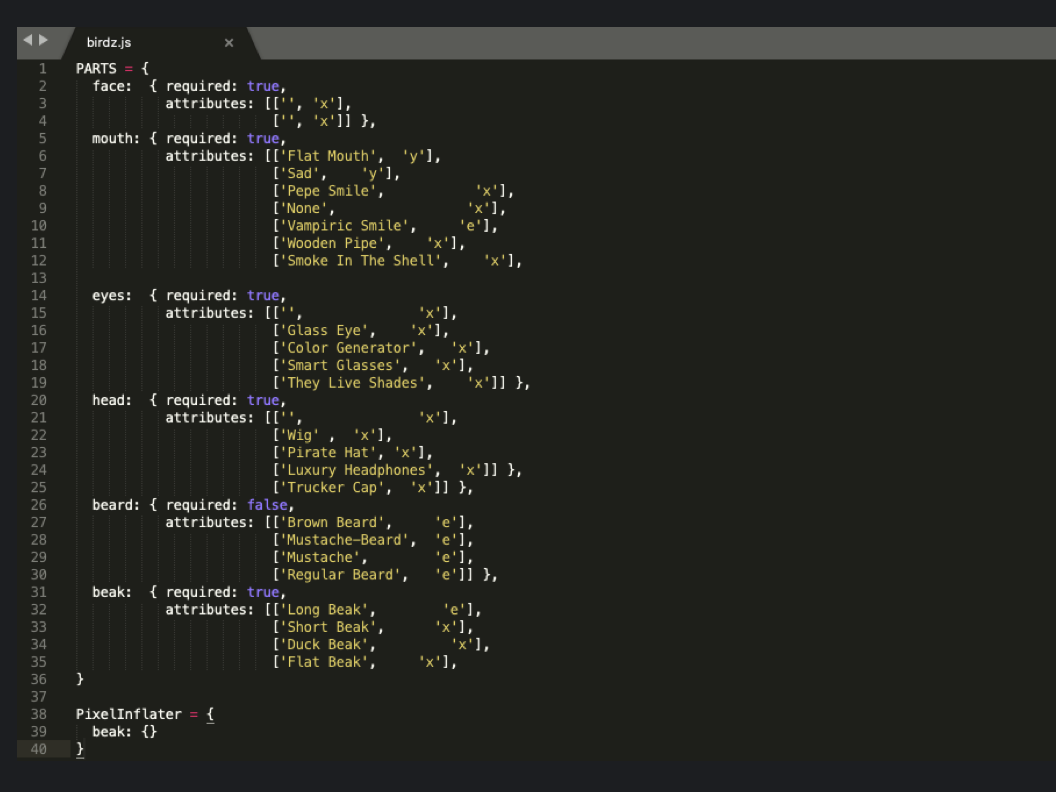 birdz.js ×
1 PARTS = {
2   face:  { required: true,
3            attributes: [['', 'x'],
4                         ['', 'x']] },
5   mouth: { required: true,
6            attributes: [['Flat Mouth',  'y'],
7                         ['Sad',    'y'],
8                         ['Pepe Smile',           'x'],
9                         ['None',                'x'],
10                         ['Vampiric Smile',      'e'],
11                         ['Wooden Pipe',    'x'],
12                         ['Smoke In The Shell',    'x'],
13
14   eyes:  { required: true,
15            attributes: [['',              'x'],
16                         ['Glass Eye',    'x'],
17                         ['Color Generator',   'x'],
18                         ['Smart Glasses',    'x'],
19                         ['They Live Shades',    'x']] },
20   head:  { required: true,
21            attributes: [['',              'x'],
22                         ['Wig' ,  'x'],
23                         ['Pirate Hat', 'x'],
24                         ['Luxury Headphones',  'x']] },
25                         ['Trucker Cap',  'x']] },
26   beard: { required: false,
27            attributes: [['Brown Beard',     'e'],
28                         ['Mustache-Beard',  'e'],
29                         ['Mustache',        'e'],
30                         ['Regular Beard',   'e']] },
31   beak:  { required: true,
32            attributes: [['Long Beak',        'e'],
33                         ['Short Beak',      'x'],
34                         ['Duck Beak',         'x'],
35                         ['Flat Beak',     'x'],
36 }
37
38 PixelInflater = {
39   beak: {}
40 }